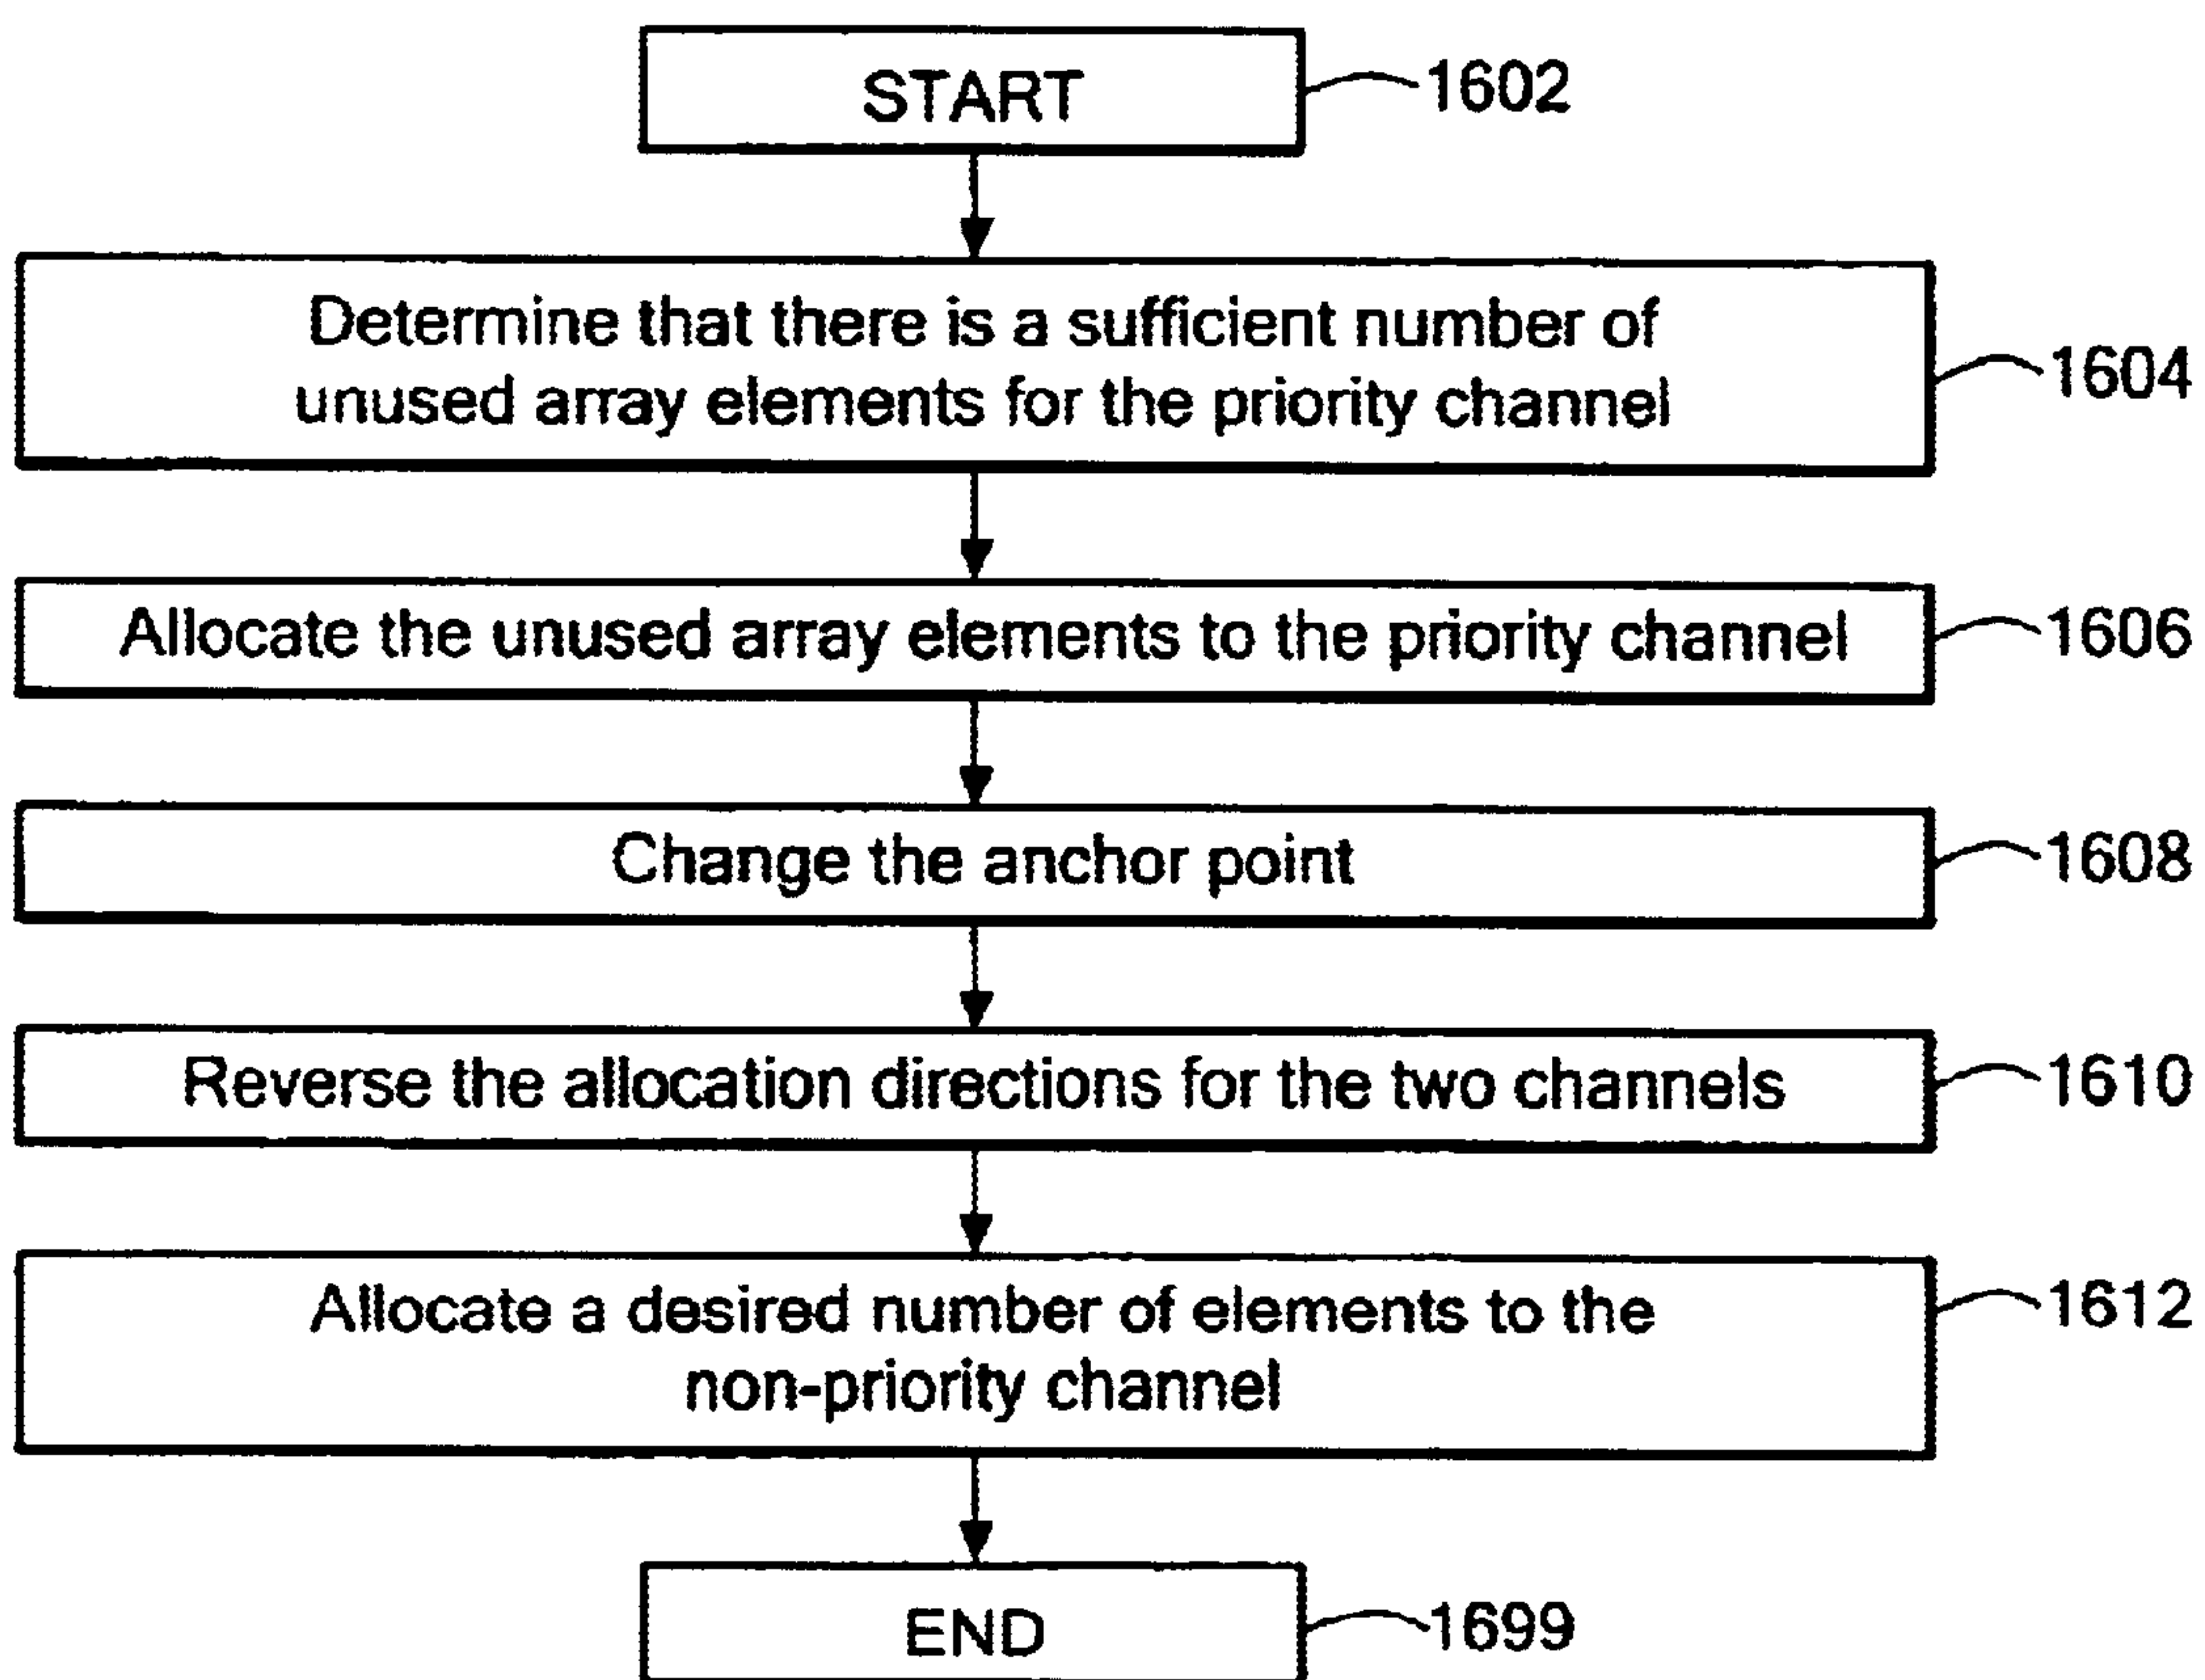 START
1602
Determine that there is a sufficient number of
unused array elements for the priority channel
1604
Allocate the unused array elements to the priority channel
1606
Change the anchor point
1608
Reverse the allocation directions for the two channels
1610
Allocate a desired number of elements to the
non-priority channel
1612
END
1699